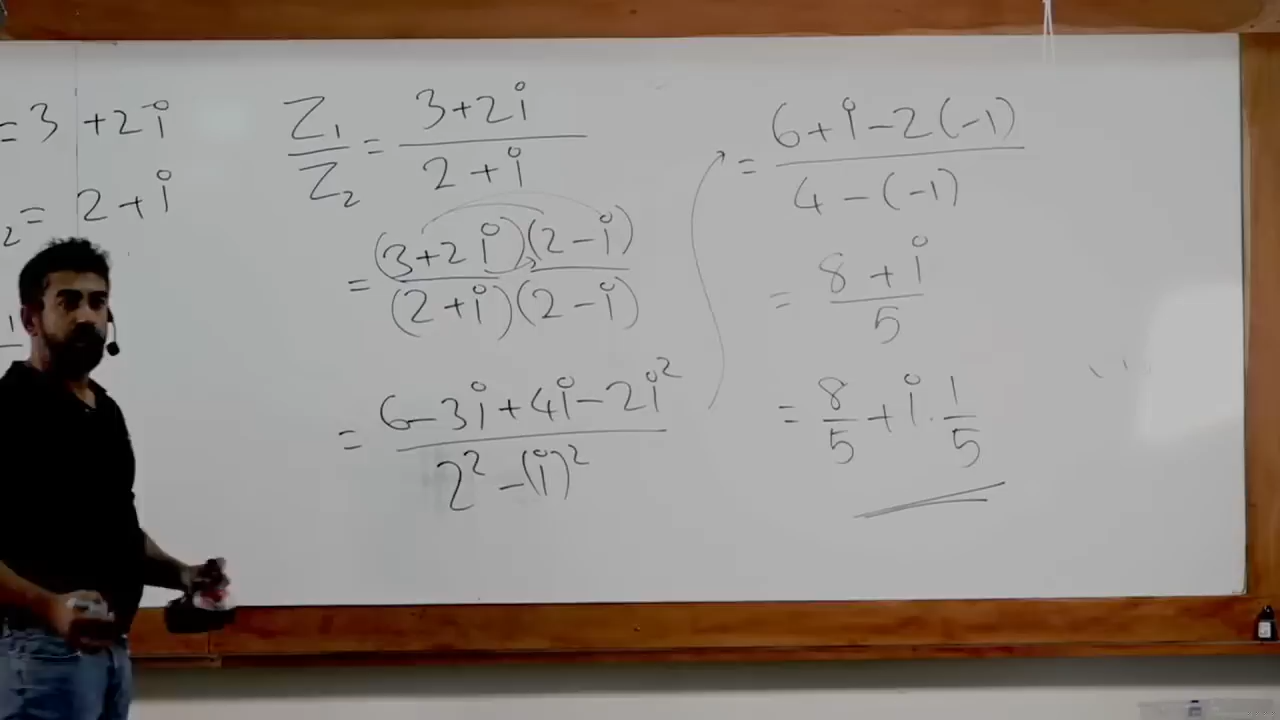 = 3 + 2i
2 = 2 + i
1
Z₁/Z₂ = (3+2i)/(2+i)
= (3+2i)(2-i)/(2+i)(2-i)
= (6-3i+4i-2i²)/(2²-(i)²)
= (6+i-2(-1))/(4-(-1))
= (8+i)/5
= 8/5 + i . 1/5